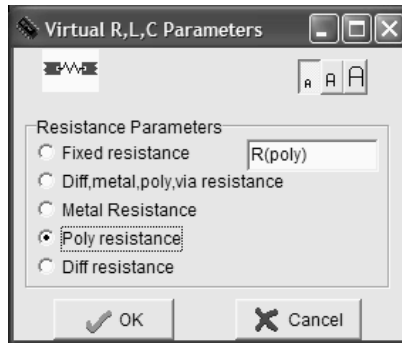 Virtual R,L,C Parameters
A A A
Resistance Parameters
Fixed resistance R(poly)
Diff,metal,poly,via resistance
Metal Resistance
Poly resistance
Diff resistance
OK Cancel